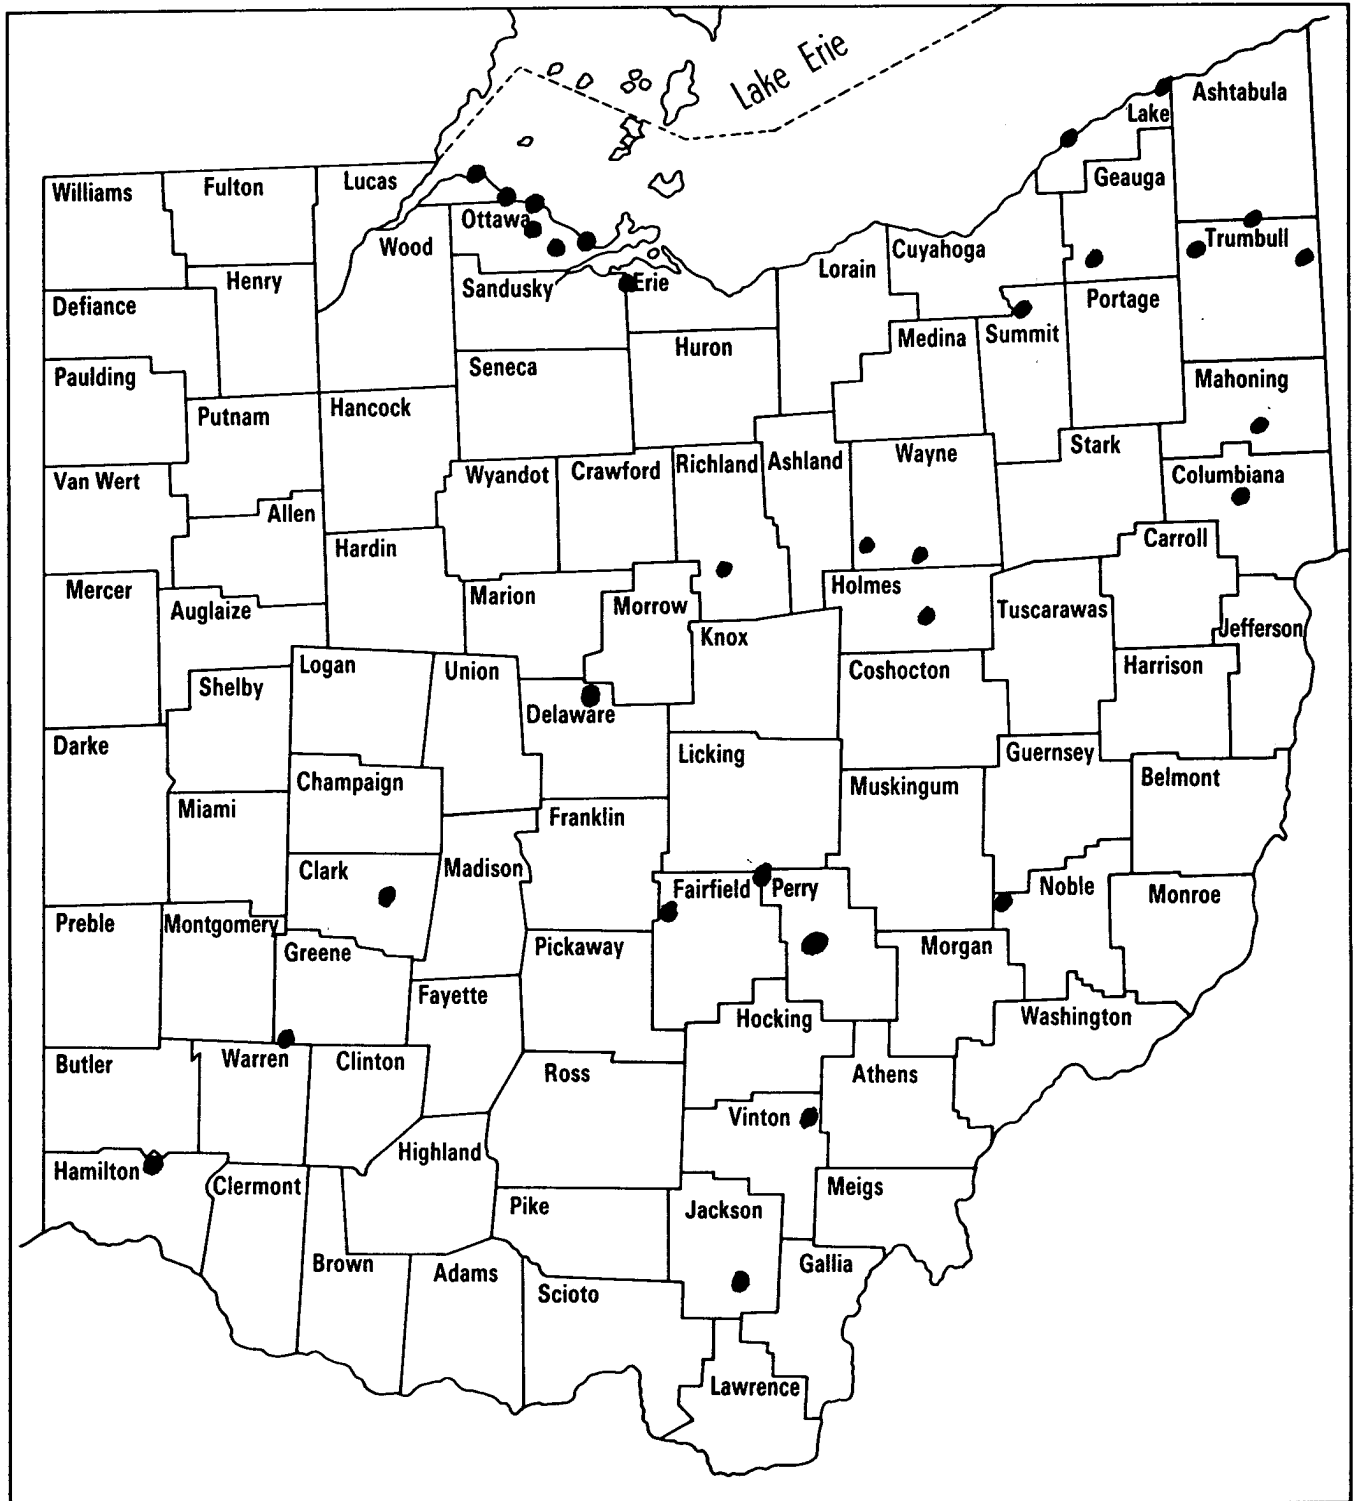 Lake Erie
Ashtabula
Lake
Geauga
Williams
Fulton
Lucas
Ottawa
Wood
Cuyahoga
Trumbull
Lorain
Henry
Sandusky
Erie
Defiance
Portage
Medina
Summit
Huron
Seneca
Paulding
Mahoning
Putnam
Hancock
Stark
Wayne
Richland
Ashland
Wyandot
Crawford
Van Wert
Columbiana
Allen
Carroll
Hardin
Holmes
Mercer
Marion
Morrow
Auglaize
Tuscarawas
Jefferson
Knox
Logan
Union
Coshocton
Harrison
Shelby
Delaware
Darke
Licking
Guernsey
Champaign
Muskingum
Belmont
Miami
Franklin
Clark
Madison
Fairfield
Perry
Noble
Monroe
Preble
Montgomery
Greene
Pickaway
Morgan
Fayette
Hocking
Washington
Butler
Warren
Clinton
Ross
Athens
Vinton
Highland
Hamilton
Clermont
Meigs
Pike
Jackson
Brown
Adams
Gallia
Scioto
Lawrence